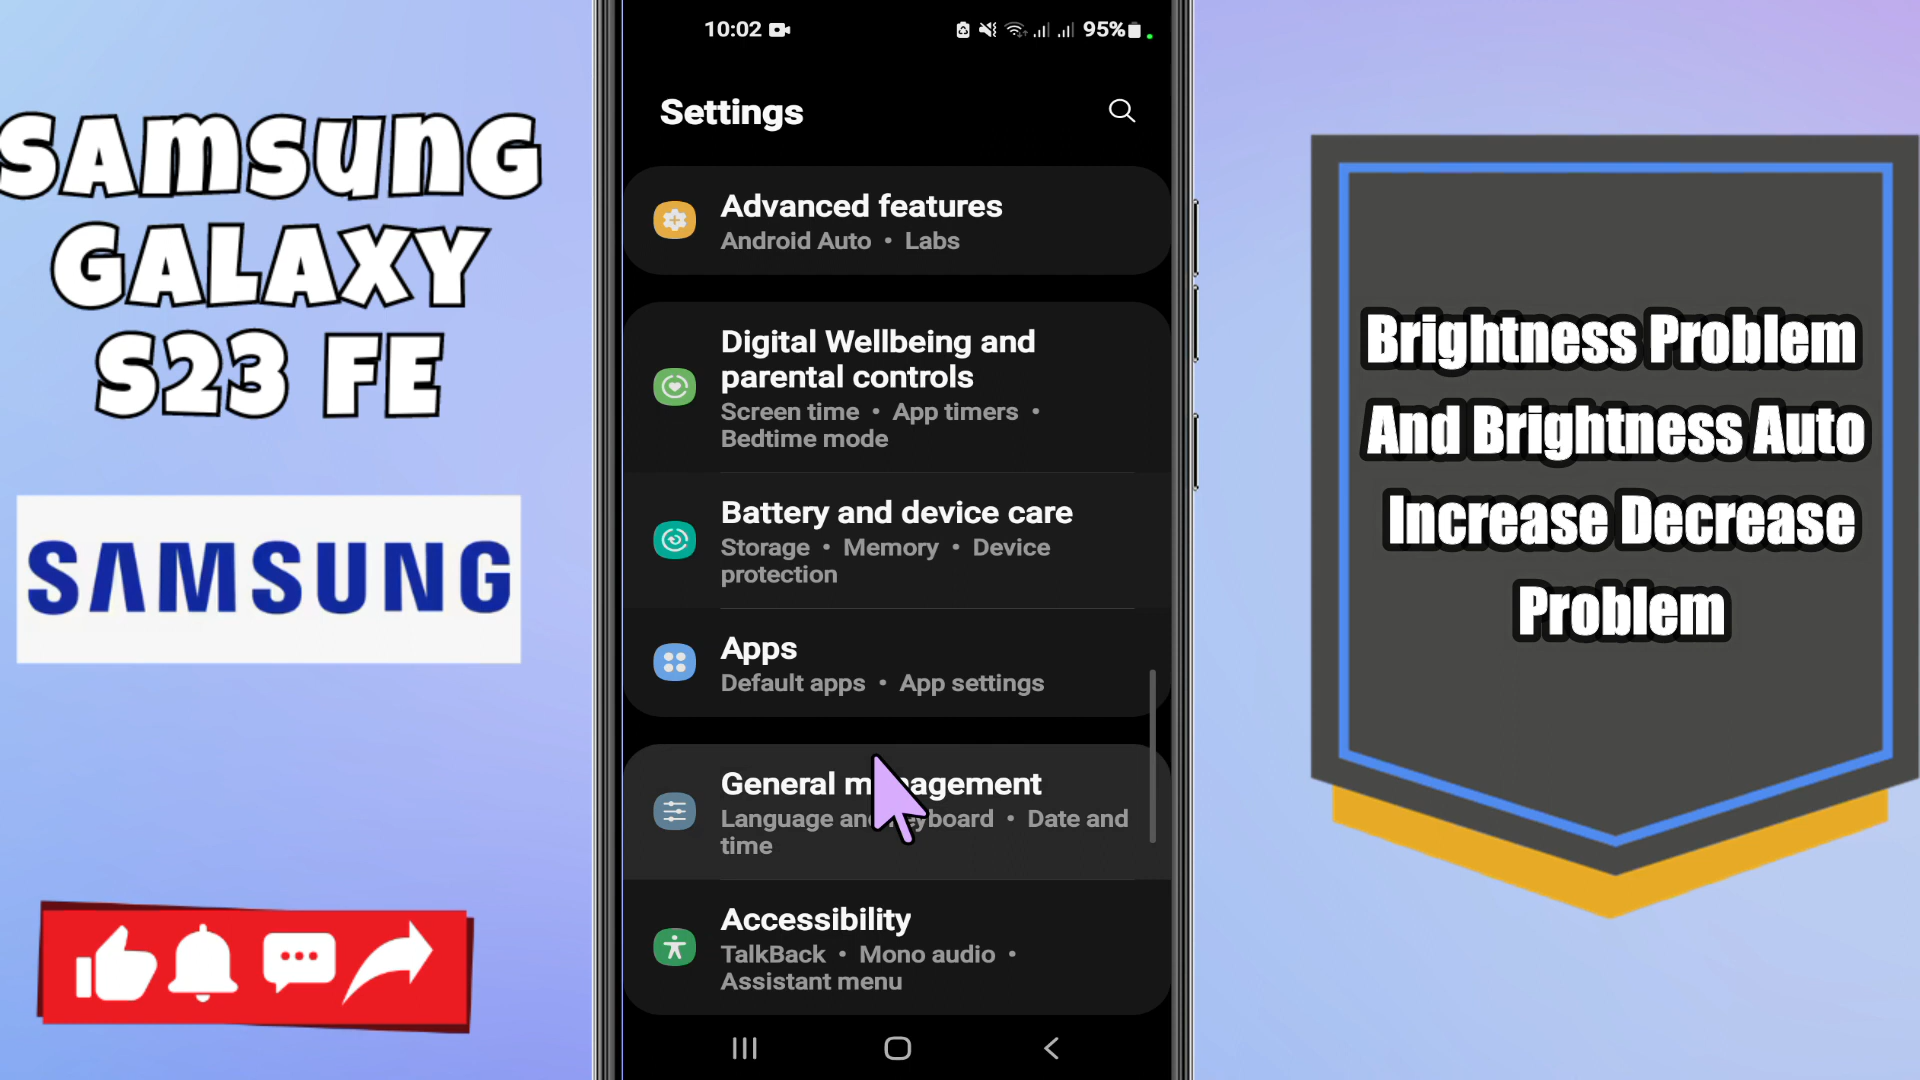 SAMSUNG
GALAXY
S23 FE
SAMSUNG
10:02
95%
Settings
Advanced features
Android Auto • Labs
Digital Wellbeing and
parental controls
Screen time • App timers •
Bedtime mode
Battery and device care
Storage • Memory • Device
protection
Apps
Default apps • App settings
General management
Language and keyboard • Date and
time
Accessibility
TalkBack • Mono audio •
Assistant menu
Brightness Problem
And Brightness Auto
Increase Decrease
Problem